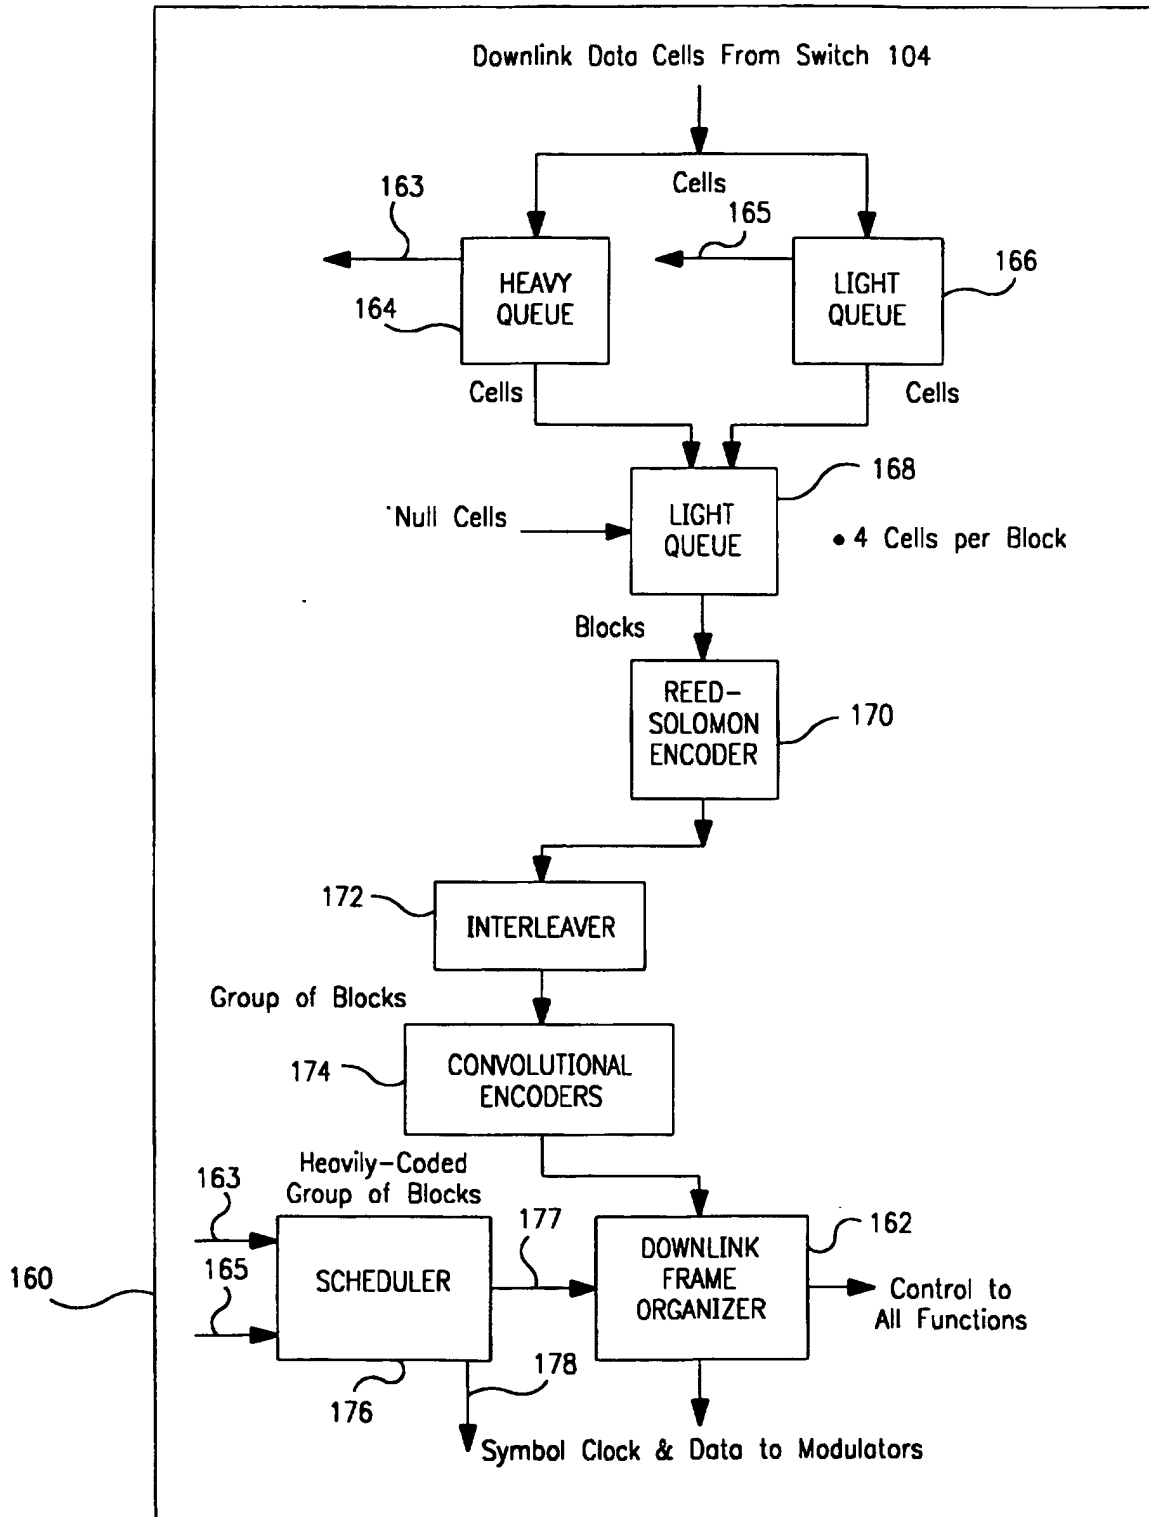 Downlink Data Cells From Switch 104
Cells
163
165
HEAVY
QUEUE
164
LIGHT
QUEUE
166
Cells
Cells
168
Null Cells
LIGHT
QUEUE
• 4 Cells per Block
Blocks
REED-
SOLOMON
ENCODER
170
172
INTERLEAVER
Group of Blocks
174
CONVOLUTIONAL
ENCODERS
Heavily-Coded
Group of Blocks
163
165
SCHEDULER
177
162
DOWNLINK
FRAME
ORGANIZER
160
Control to
All Functions
176
178
Symbol Clock & Data to Modulators